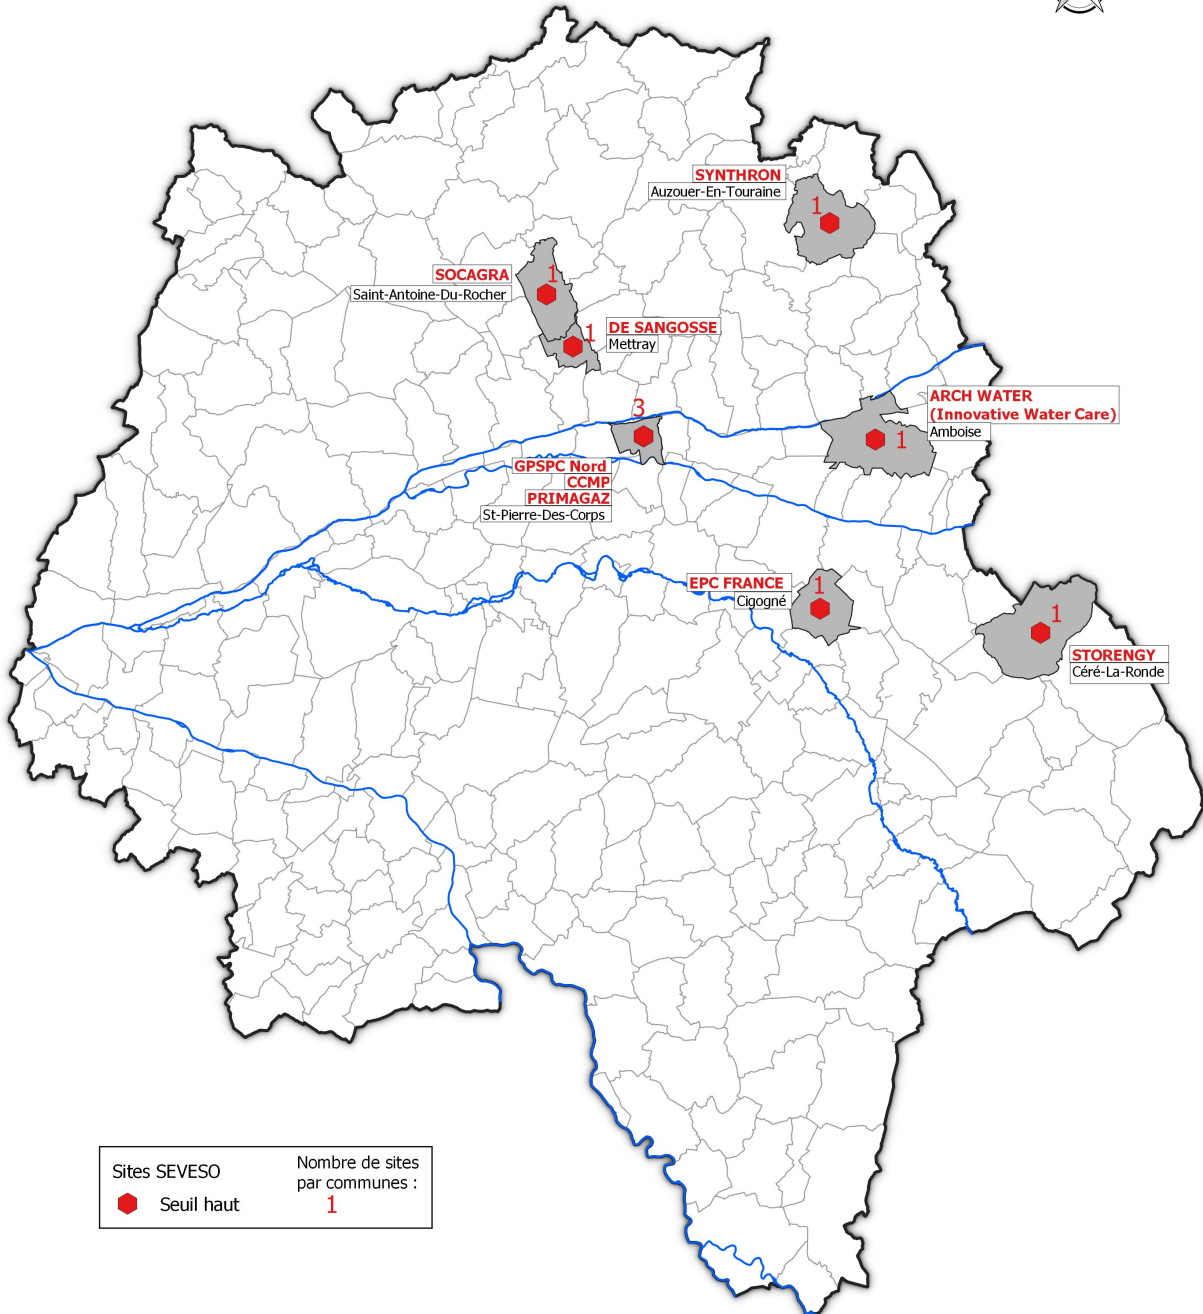 SYNTHRON
Auzouer-En-Touraine
1
SOCAGRA
Saint-Antoine-Du-Rocher
1
DE SANGOSSE
Mettray
1
3
GPSPC Nord
CCMP
PRIMAGAZ
St-Pierre-Des-Corps
ARCH WATER
(Innovative Water Care)
Amboise
1
EPC FRANCE
Cigogné
1
1
STORENGY
Céré-La-Ronde
Sites SEVESO
Seuil haut
Nombre de sites
par communes :
1